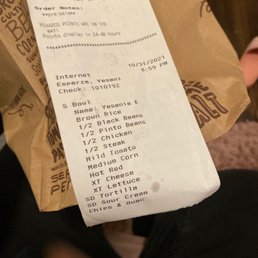 Order Notes:
REWARDS POINTS ARE ON THE
WAY!
Points display in 24-48 hours
10/31/2021
Internet 5:59 PM
Esparza, Yeseni
Check: 1010192
S Bowl
Name: Yesenia E
Brown Rice
1/2 Black Beans
1/2 Pinto Beans
1/2 Chicken
1/2 Steak
Mild Tomato
Medium Corn
Hot Red
XT Cheese
XT Lettuce
SD Tortilla
SD Sour Cream
Chips & Guac